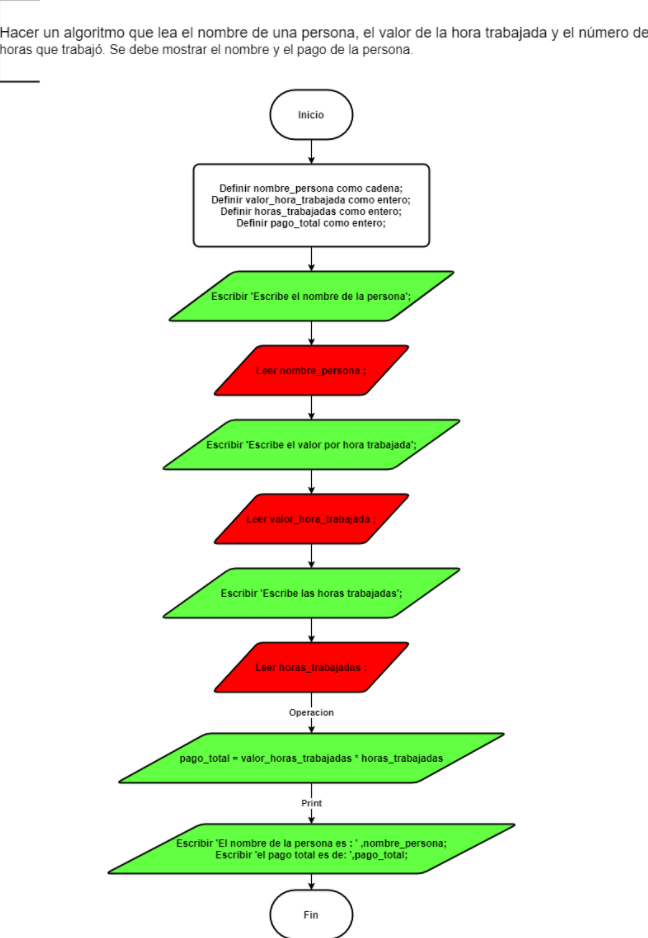 Hacer un algoritmo que lea el nombre de una persona, el valor de la hora trabajada y el número de
horas que trabajó. Se debe mostrar el nombre y el pago de la persona.
Inicio
Definir nombre_persona como cadena;
Definir valor_hora_trabajada como entero;
Definir horas_trabajadas como entero;
Definir pago_total como entero;
Escribir 'Escribe el nombre de la persona';
Leer nombre_persona ;
Escribir 'Escribe el valor por hora trabajada';
Leer valor_hora_trabajada ;
Escribir 'Escribe las horas trabajadas';
Leer horas_trabajadas ;
Operacion
pago_total = valor_horas_trabajadas * horas_trabajadas
Print
Escribir 'El nombre de la persona es : ' ,nombre_persona;
Escribir 'el pago total es de: ',pago_total;
Fin